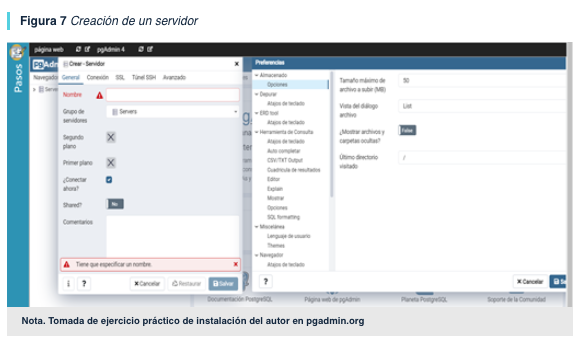 Figura 7 Creación de un servidor
página web
pgAdmin 4
Pasos
pgAdm
Navegado
Serve
Crear - Servidor
General Conexión SSL Túnel SSH Avanzado
Nombre
Grupo de servidores
Servers
Segundo plano
Primer plano
¿Conectar ahora?
Shared?
No
Comentarios
Tiene que especificar un nombre.
Cancelar Restaurar Salvar
Preferencias
Almacenado
Opciones
Depurar
Atajos de teclado
ERD tool
Atajos de teclado
Herramienta de Consulta
Atajos de teclado
Auto completar
CSV/TXT Output
Cuadrícula de resultados
Editor
Explain
Mostrar
Opciones
SQL formatting
Miscelánea
Lenguaje de usuario
Themes
Navegador
Atajos de teclado
Tamaño máximo de archivo a subir (MB)
50
Vista del diálogo archivo
List
¿Mostrar archivos y carpetas ocultas?
False
Último directorio visitado
/
?
Cancelar
Documentación PostgreSQL Página web de pgAdmin Planeta PostgreSQL Soporte de la Comunidad
Nota. Tomada de ejercicio práctico de instalación del autor en pgadmin.org